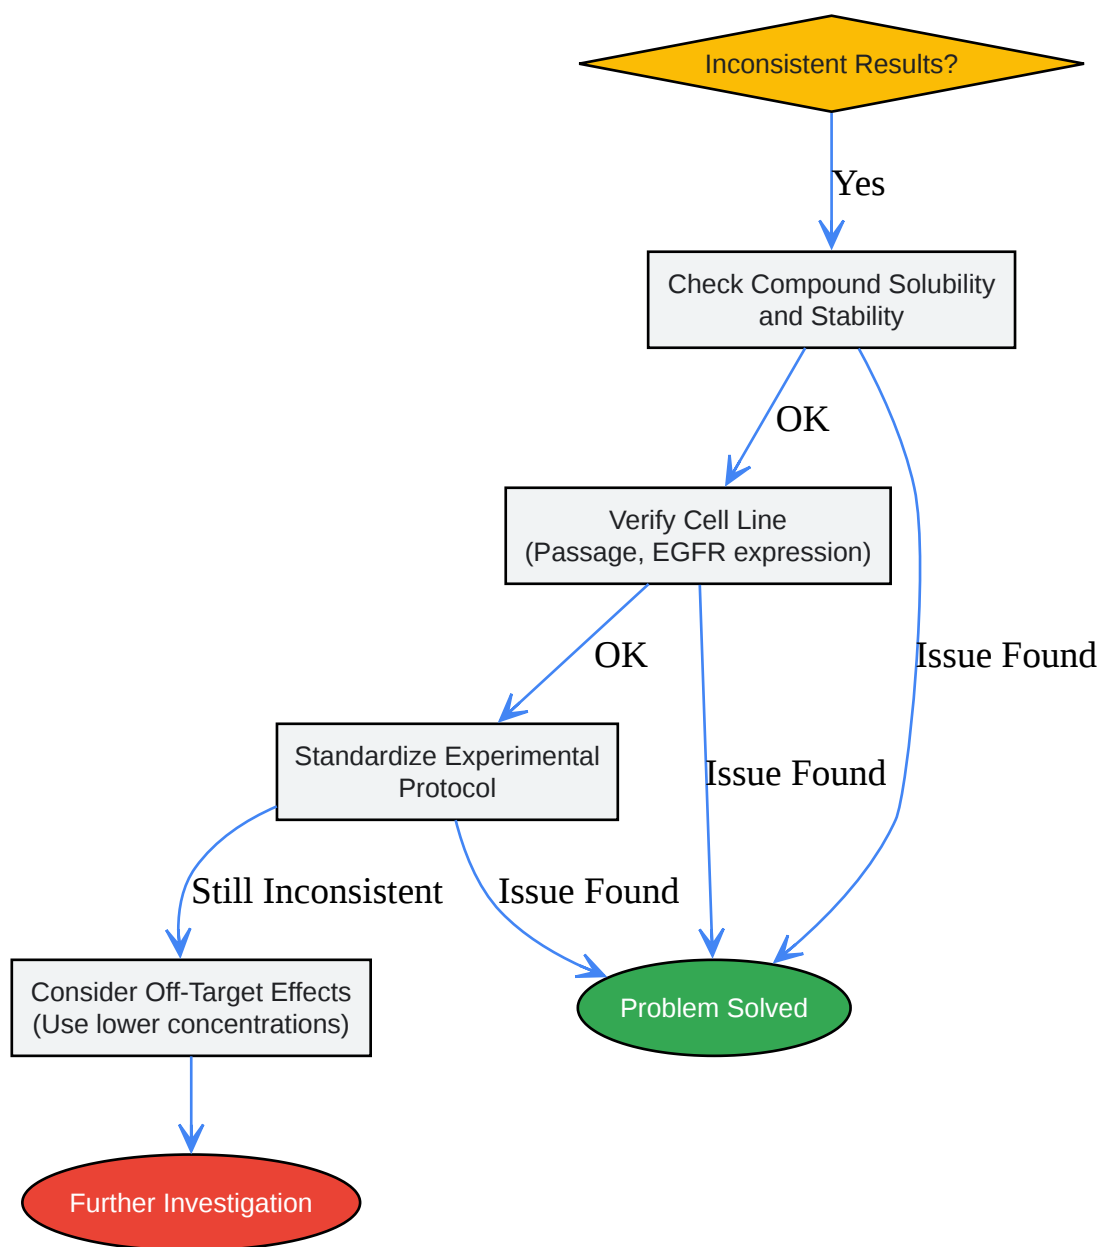 Inconsistent Results?
Yes
Check Compound Solubility
and Stability
OK
Verify Cell Line
(Passage, EGFR expression)
OK
Issue Found
Standardize Experimental
Protocol
Issue Found
Still Inconsistent
Issue Found
Consider Off-Target Effects
(Use lower concentrations)
Problem Solved
Further Investigation